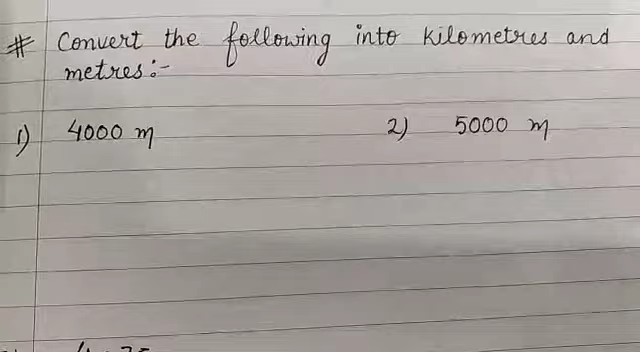 # Convert the following into kilometres and
metres:-
1) 4000 m 2) 5000 m